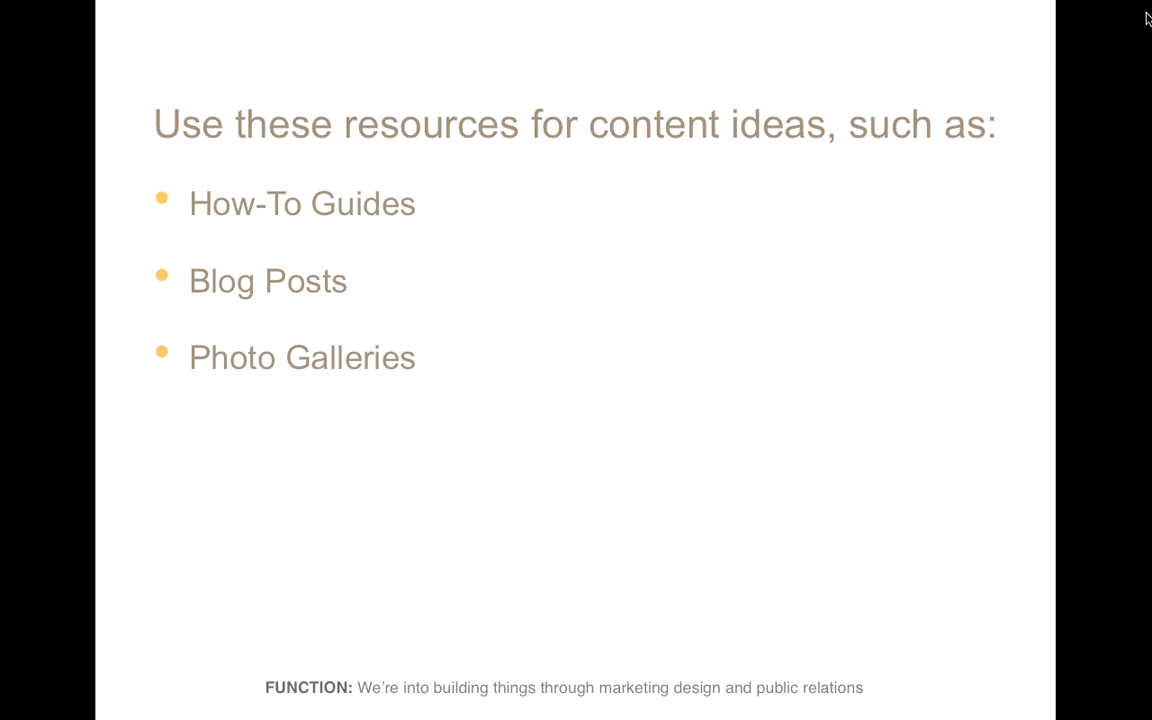 Use these resources for content ideas, such as:
• How-To Guides
• Blog Posts
• Photo Galleries
FUNCTION: We’re into building things through marketing design and public relations